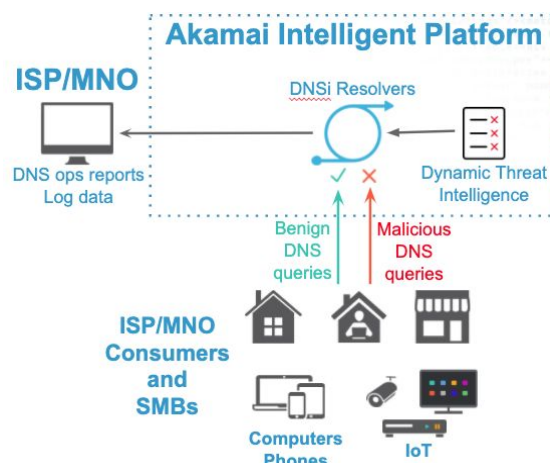 Akamai Intelligent Platform
ISP/MNO
DNSi Resolvers
DNS ops reports
Log data
Dynamic Threat
Intelligence
Benign
DNS
queries
Malicious
DNS
queries
ISP/MNO
Consumers
and
SMBs
Computers
Phones
IoT